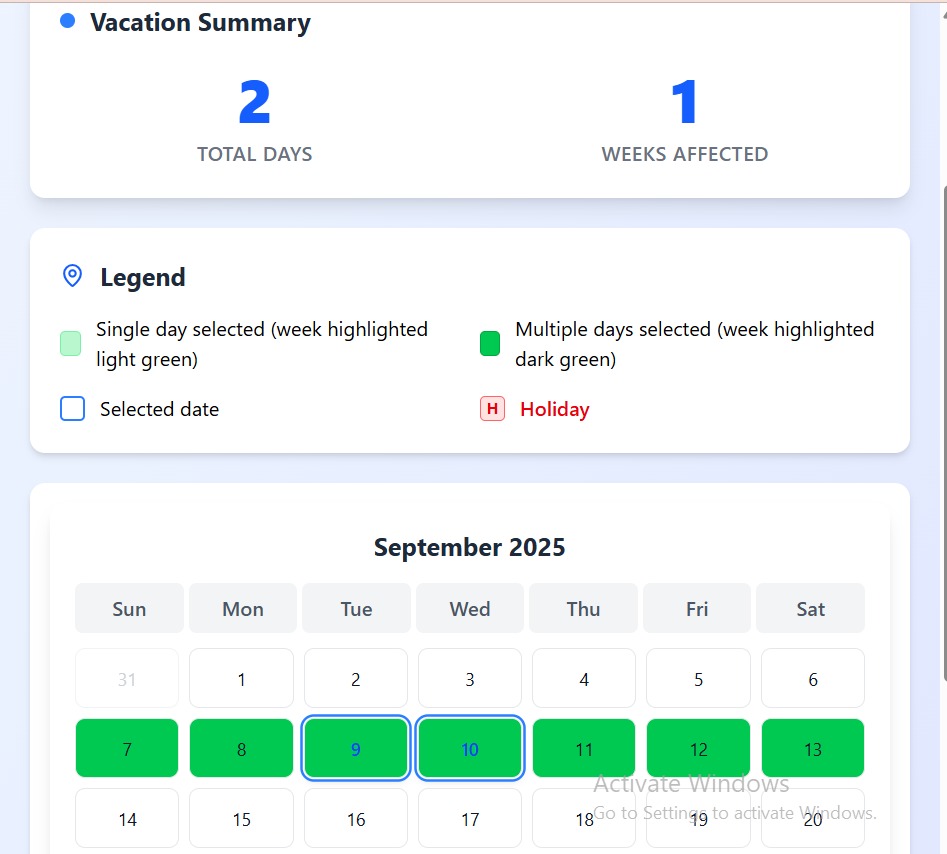 Vacation Summary
2
1
TOTAL DAYS
WEEKS AFFECTED
Legend
Single day selected (week highlighted
light green)
Multiple days selected (week highlighted
dark green)
Selected date
H Holiday
September 2025
Sun Mon Tue Wed Thu Fri Sat
31 1 2 3 4 5 6
7 8 9 10 11 12 13
Activate Windows
14 15 16 17 18 19 20
Go to Settings to activate Windows.